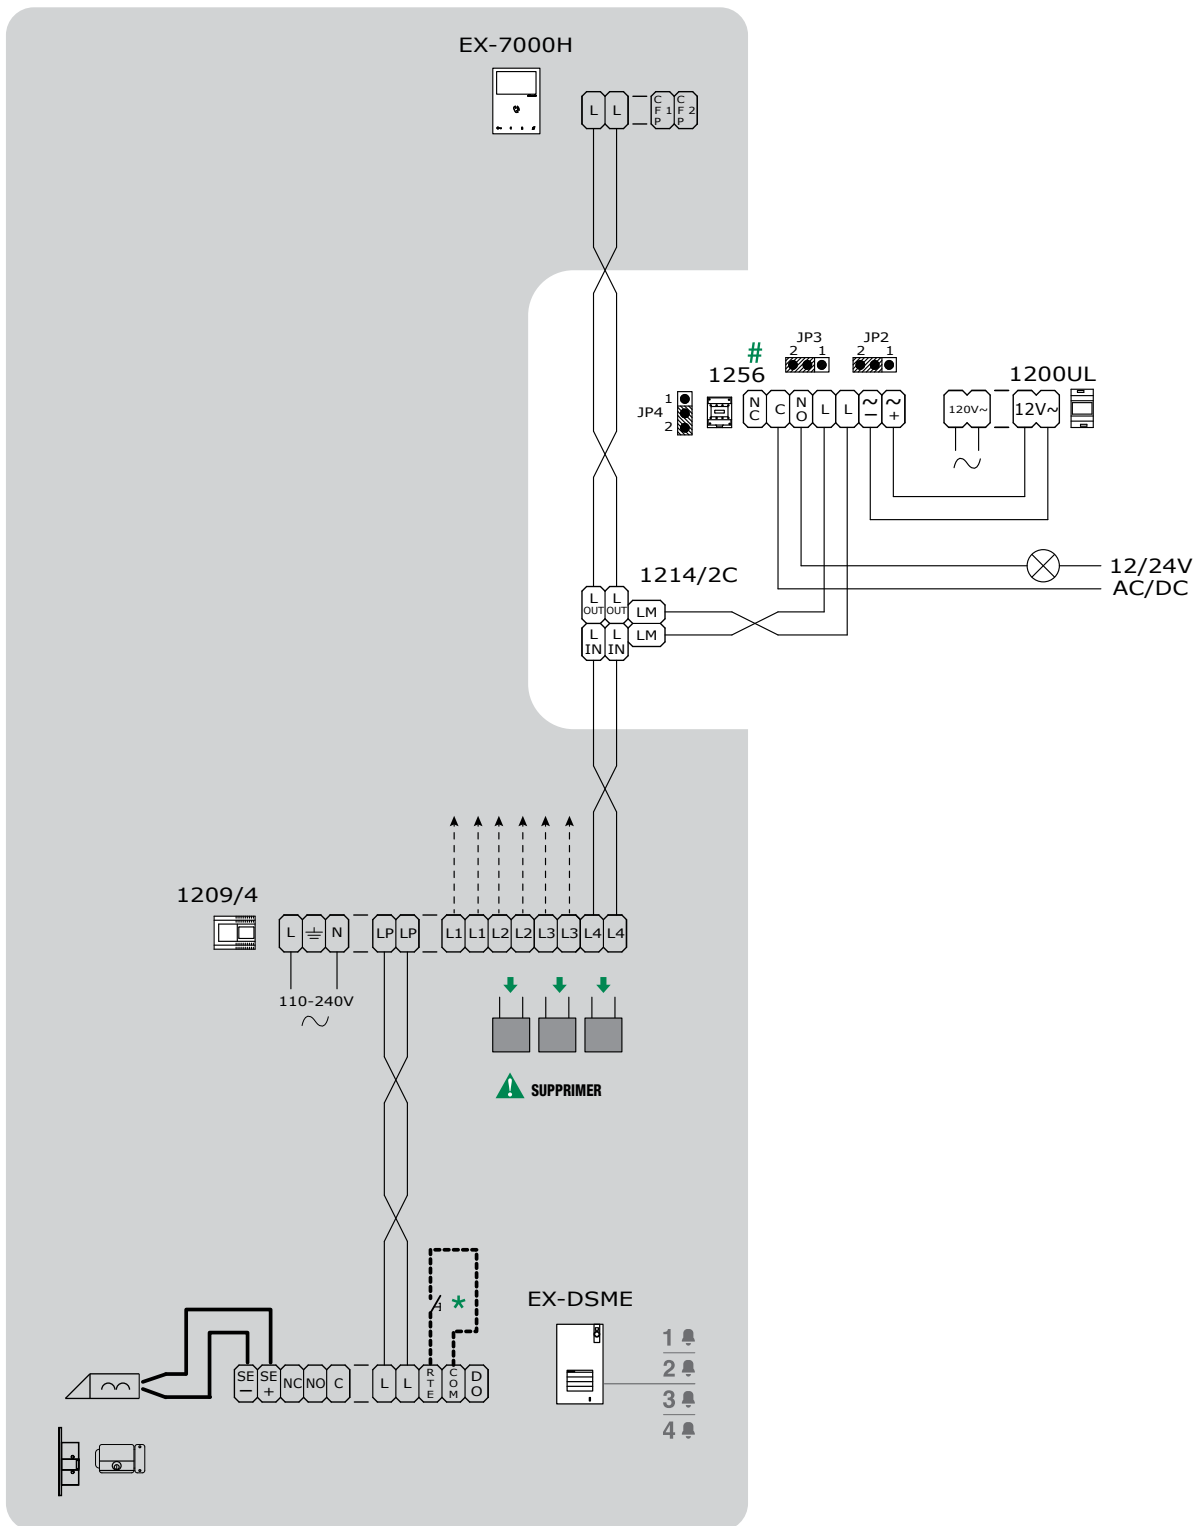 EX-7000H
L L CFP1 CFP2
#
JP3
2 1
JP2
2 1
1256
1200UL
1
JP4
2
NC C NO L L ~− ~+
120V~ 12V~
12/24V
AC/DC
1214/2C
L OUT L OUT LM
L IN L IN LM
1209/4
L N LP LP L1 L1 L2 L2 L3 L3 L4 L4
110-240V
SUPPRIMER
*
EX-DSME
1
2
3
4
SE − SE + NC NO C L L RTE COM DO